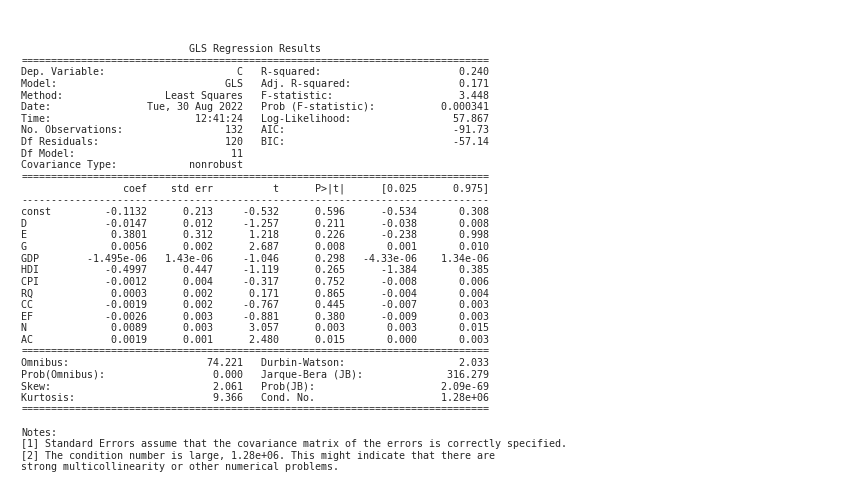 GLS Regression Results
==============================================================================
Dep. Variable:                      C   R-squared:                       0.240
Model:                            GLS   Adj. R-squared:                  0.171
Method:                 Least Squares   F-statistic:                     3.448
Date:                Tue, 30 Aug 2022   Prob (F-statistic):           0.000341
Time:                        12:41:24   Log-Likelihood:                 57.867
No. Observations:                 132   AIC:                            -91.73
Df Residuals:                     120   BIC:                            -57.14
Df Model:                          11
Covariance Type:            nonrobust
==============================================================================
                 coef    std err          t      P>|t|      [0.025      0.975]
------------------------------------------------------------------------------
const         -0.1132      0.213     -0.532      0.596      -0.534       0.308
D             -0.0147      0.012     -1.257      0.211      -0.038       0.008
E              0.3801      0.312      1.218      0.226      -0.238       0.998
G              0.0056      0.002      2.687      0.008       0.001       0.010
GDP        -1.495e-06   1.43e-06     -1.046      0.298   -4.33e-06    1.34e-06
HDI           -0.4997      0.447     -1.119      0.265      -1.384       0.385
CPI           -0.0012      0.004     -0.317      0.752      -0.008       0.006
RQ             0.0003      0.002      0.171      0.865      -0.004       0.004
CC            -0.0019      0.002     -0.767      0.445      -0.007       0.003
EF            -0.0026      0.003     -0.881      0.380      -0.009       0.003
N              0.0089      0.003      3.057      0.003       0.003       0.015
AC             0.0019      0.001      2.480      0.015       0.000       0.003
==============================================================================
Omnibus:                       74.221   Durbin-Watson:                   2.033
Prob(Omnibus):                  0.000   Jarque-Bera (JB):              316.279
Skew:                           2.061   Prob(JB):                     2.09e-69
Kurtosis:                       9.366   Cond. No.                     1.28e+06
==============================================================================

Notes:
[1] Standard Errors assume that the covariance matrix of the errors is correctly specified.
[2] The condition number is large, 1.28e+06. This might indicate that there are
strong multicollinearity or other numerical problems.